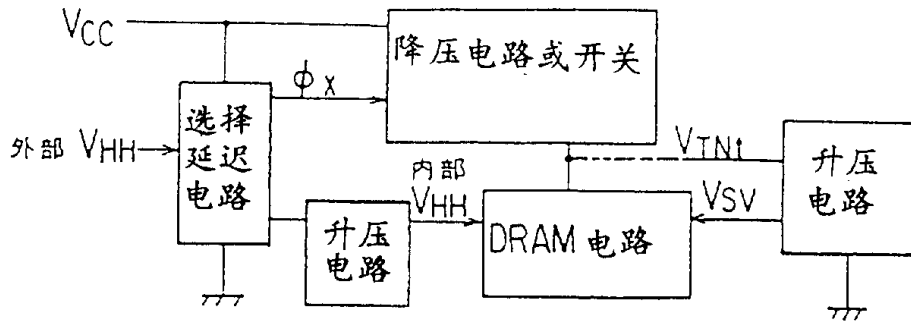 VCC
降压电路或开关
ϕX
选择
延迟
电路
外部 VHH
内部
VHH
升压
电路
DRAM 电路
VTN1
VSV
升压
电路